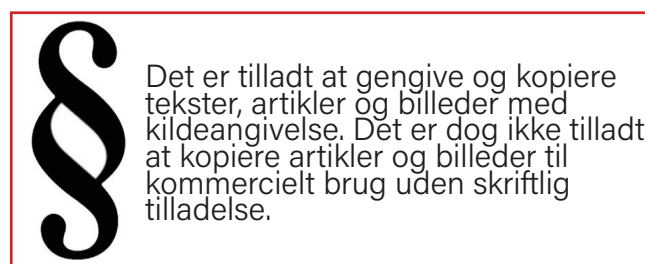 §
Det er tilladt at gengive og kopiere
tekster, artikler og billeder med
kildeangivelse. Det er dog ikke tilladt
at kopiere artikler og billeder til
kommercielt brug uden skriftlig
tilladelse.